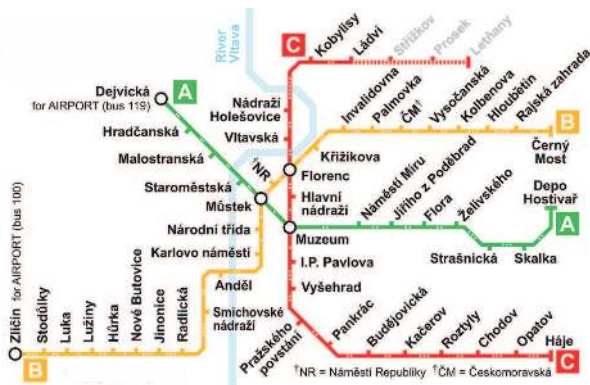 River
Vltava
C
Kobylisy
Ládví
Střížkov
Prosek
Letňany
Dejvická
for AIRPORT (bus 119)
A
Hradčanská
Malostranská
Staroměstská
Můstek
Národní třída
Karlovo náměstí
Nádraží
Holešovice
Vltavská
†NR
Florenc
Křižíkova
Invalidovna
Palmovka
ČM†
Vysočanská
Kolbenova
Hloubětín
Rajská zahrada
B
Černý
Most
Hlavní
nádraží
Muzeum
Náměstí Míru
Jiřího z Poděbrad
Flora
Želivského
Strašnická
Skalka
Depo
Hostivař
A
I.P. Pavlova
Vyšehrad
Pražského
povstání
Pankrác
Budějovická
Kačerov
Roztyly
Chodov
Opatov
Háje
C
Anděl
Smíchovské
nádraží
Radlická
Jinonice
Nové Butovice
Hůrka
Lužiny
Luka
Stodůlky
Zličín for AIRPORT (bus 100)
B
†NR = Náměstí Republiky †ČM = Českomoravská